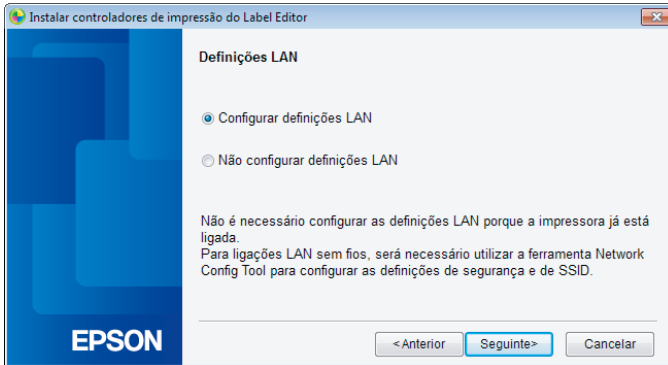 Instalar controladores de impressão do Label Editor
Definições LAN
Configurar definições LAN
Não configurar definições LAN
Não é necessário configurar as definições LAN porque a impressora já está
ligada.
Para ligações LAN sem fios, será necessário utilizar a ferramenta Network
Config Tool para configurar as definições de segurança e de SSID.
EPSON
<Anterior
Seguinte>
Cancelar